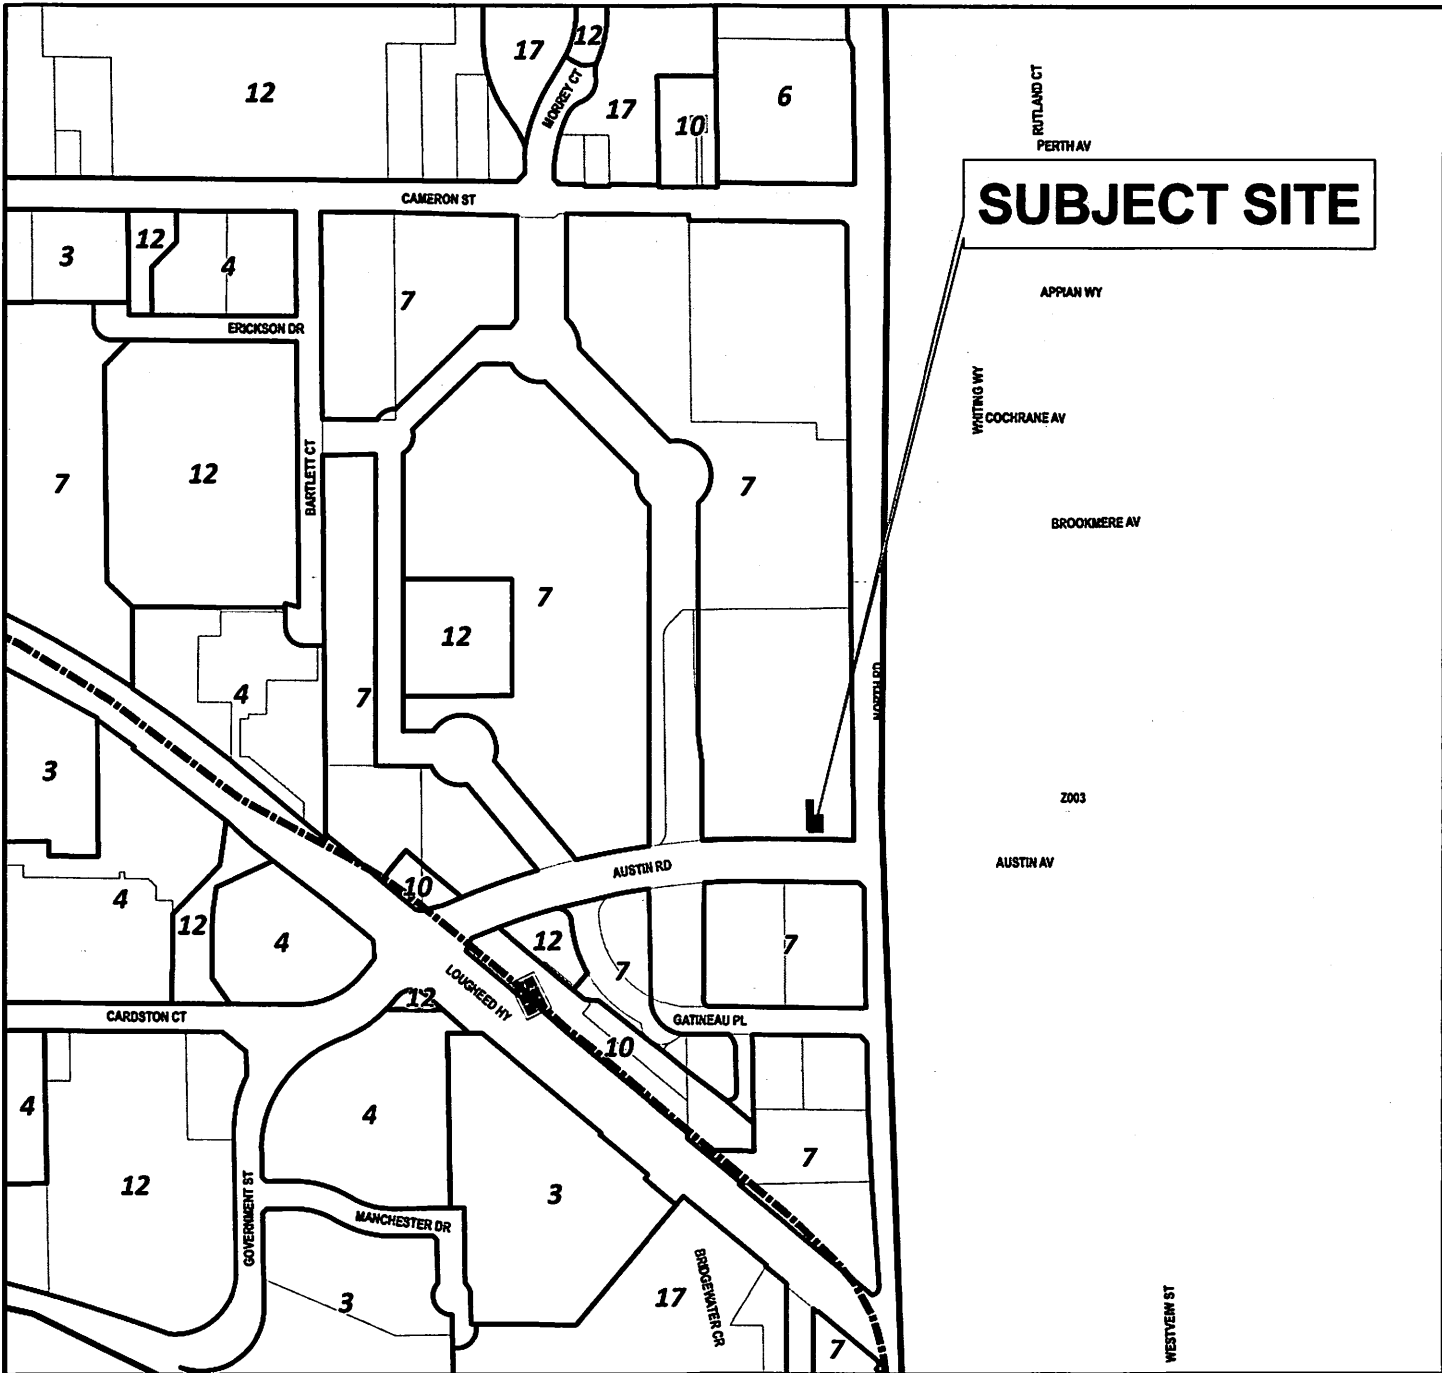 17
12
12
MORREY CT
17
10
6
RUTLAND CT
PERTH AV
CAMERON ST
SUBJECT SITE
3
12
4
7
ERICKSON DR
APPIAN WY
WHITING WY
COCHRANE AV
BARTLETT CT
7
12
7
BROOKMERE AV
7
12
4
7
NORTH RD
3
Z003
AUSTIN RD
AUSTIN AV
10
4
12
4
12
7
7
LOUGHEED HY
12
CARDSTON CT
GATINEAU PL
10
4
4
7
12
GOVERNMENT ST
3
MANCHESTER DR
BRIDGEWATER CR
17
3
7
WESTVEIW ST